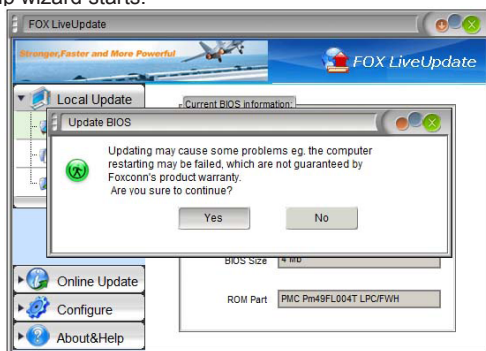 wizard starts.
FOX LiveUpdate
Stronger,Faster and More Powerful
FOX LiveUpdate
Local Update
Current BIOS information:
Update BIOS
Updating may cause some problems eg. the computer
restarting may be failed, which are not guaranteed by
Foxconn's product warranty.
Are you sure to continue?
Yes
No
BIOS Size
4 Mb
Online Update
ROM Part
PMC Pm49FL004T LPC/FWH
Configure
About&Help